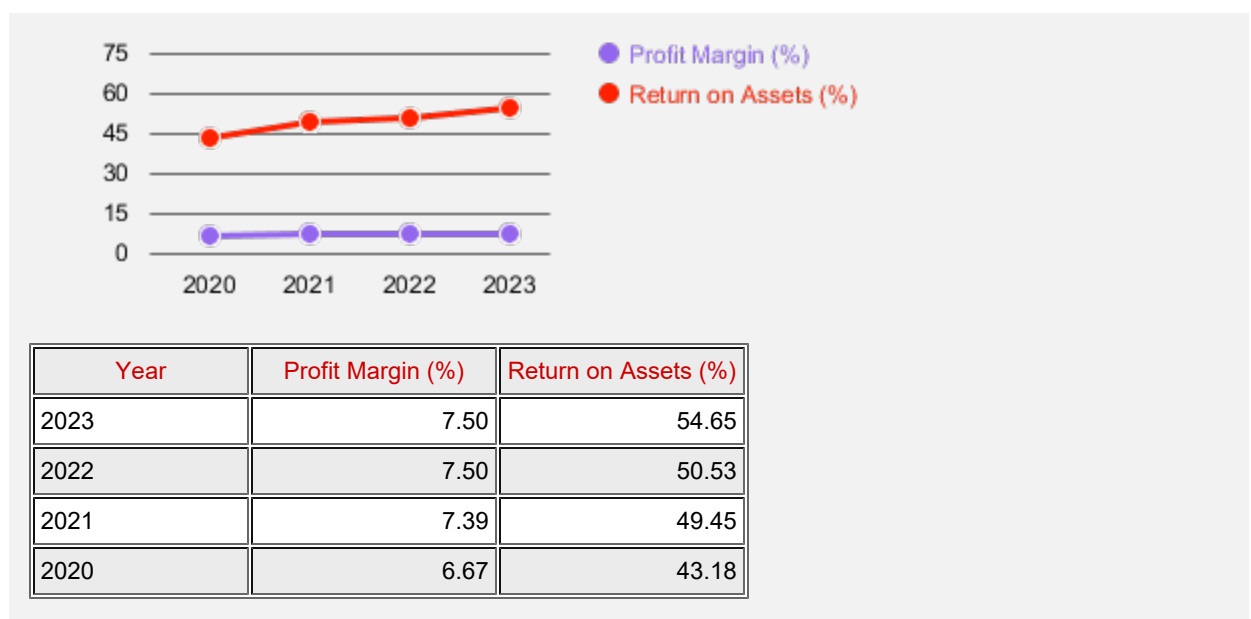 75
60
45
30
15
0
2020 2021 2022 2023
Profit Margin (%)
Return on Assets (%)
Year Profit Margin (%) Return on Assets (%)
2023 7.50 54.65
2022 7.50 50.53
2021 7.39 49.45
2020 6.67 43.18